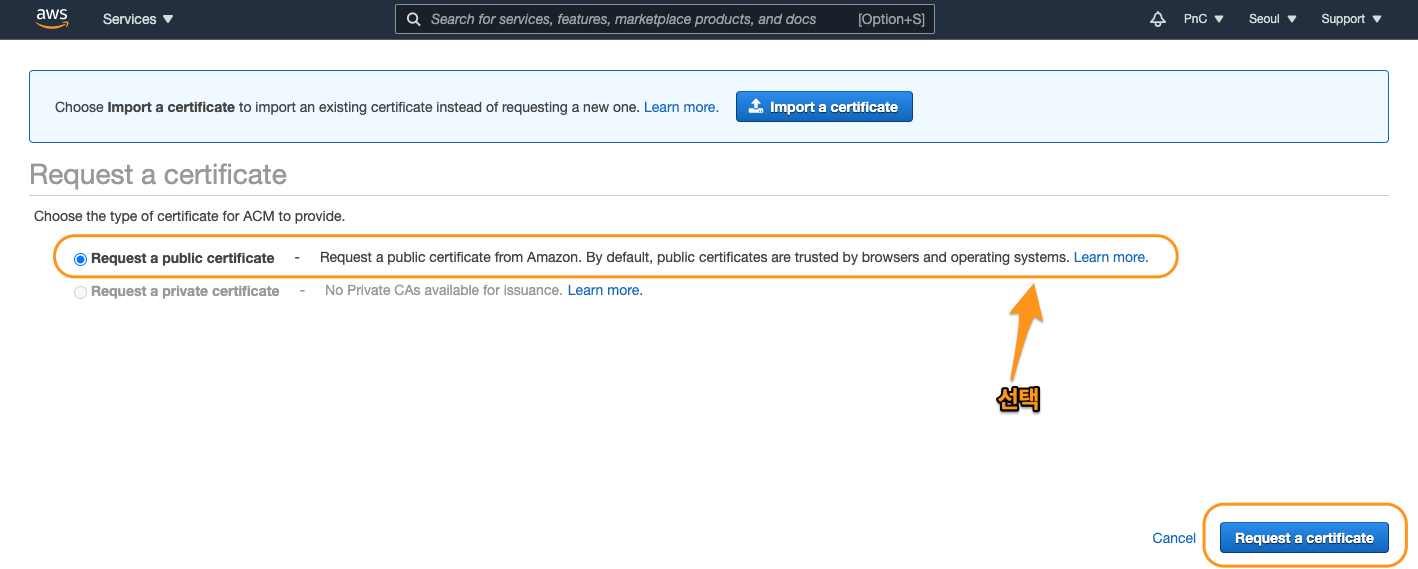 aws Services Search for services, features, marketplace products, and docs [Option+S] PnC Seoul Support
Choose Import a certificate to import an existing certificate instead of requesting a new one. Learn more. Import a certificate
Request a certificate
Choose the type of certificate for ACM to provide.
Request a public certificate - Request a public certificate from Amazon. By default, public certificates are trusted by browsers and operating systems. Learn more.
Request a private certificate - No Private CAs available for issuance. Learn more.
선택
Cancel Request a certificate